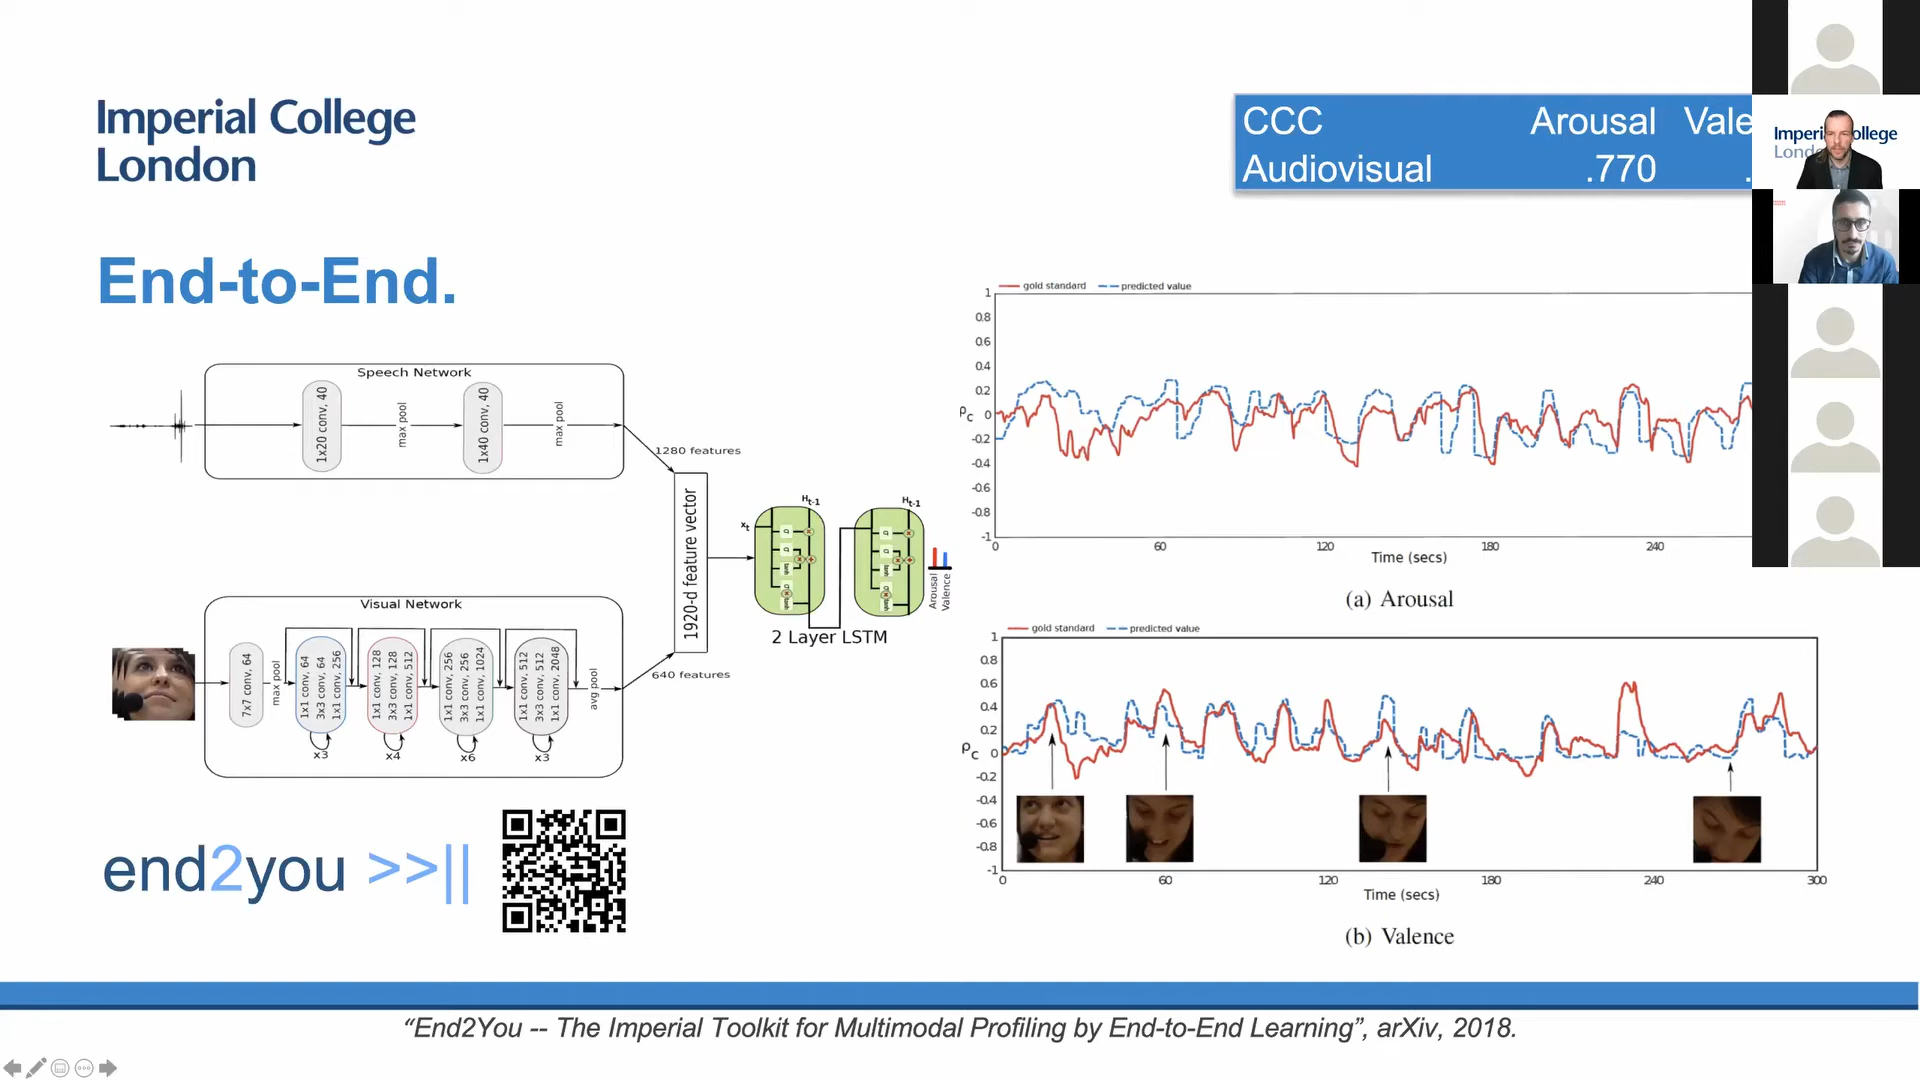 Imperial College
London
CCC Arousal Vale
Audiovisual .770 .
Imperi ollege
Lond
End-to-End.
Speech Network
1x20 conv, 40
max pool
1x40 conv, 40
max pool
1280 features
1920-d feature vector
640 features
Visual Network
7x7 conv, 64
max pool
1x1 conv, 64
3x3 conv, 64
1x1 conv, 256
x3
1x1 conv, 128
3x3 conv, 128
1x1 conv, 512
x4
1x1 conv, 256
3x3 conv, 256
1x1 conv, 1024
x6
1x1 conv, 512
3x3 conv, 512
1x1 conv, 2048
x3
avg pool
xt
Ht-1
Ht-1
σ
σ
tanh
σ
tanh
σ
σ
tanh
σ
tanh
2 Layer LSTM
Arousal
Valence
gold standard predicted value
1
0.8
0.6
0.4
0.2
0
-0.2
-0.4
-0.6
-0.8
-1
ρc
0 60 120 180 240
Time (secs)
(a) Arousal
gold standard predicted value
1
0.8
0.6
0.4
0.2
0
-0.2
-0.4
-0.6
-0.8
-1
ρc
0 60 120 180 240 300
Time (secs)
(b) Valence
end2you >>||
“End2You -- The Imperial Toolkit for Multimodal Profiling by End-to-End Learning”, arXiv, 2018.